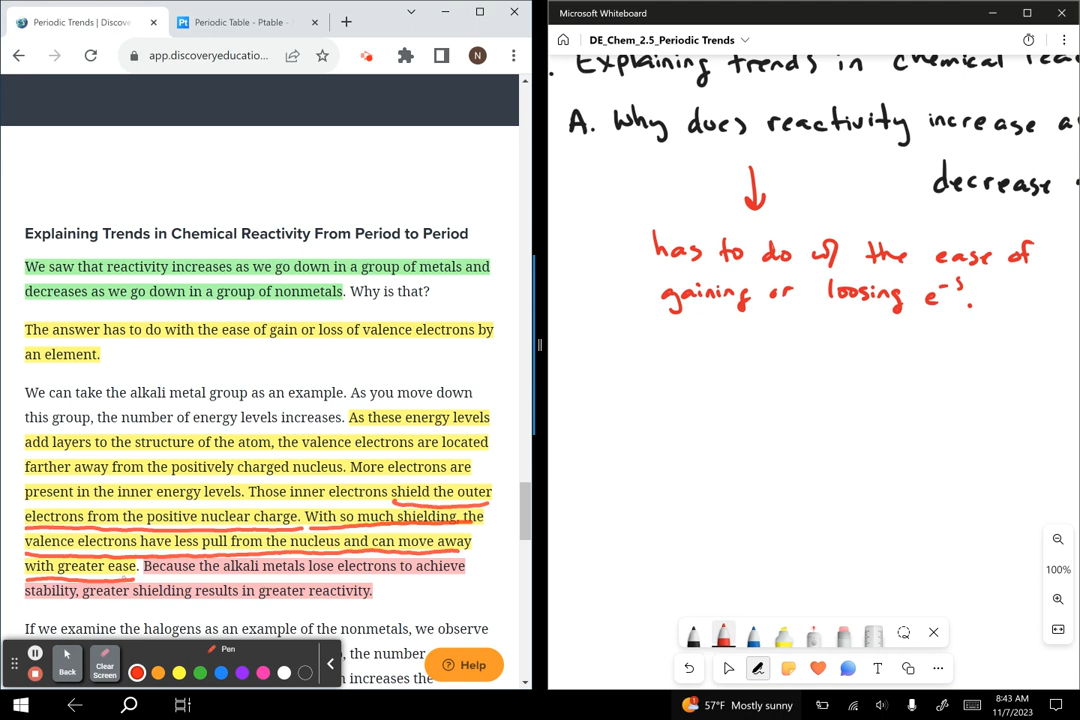 Periodic Trends | Discov
Periodic Table - Ptable -
app.discoveryeducatio...
N
Explaining Trends in Chemical Reactivity From Period to Period
We saw that reactivity increases as we go down in a group of metals and
decreases as we go down in a group of nonmetals. Why is that?
The answer has to do with the ease of gain or loss of valence electrons by
an element.
We can take the alkali metal group as an example. As you move down
this group, the number of energy levels increases. As these energy levels
add layers to the structure of the atom, the valence electrons are located
farther away from the positively charged nucleus. More electrons are
present in the inner energy levels. Those inner electrons shield the outer
electrons from the positive nuclear charge. With so much shielding, the
valence electrons have less pull from the nucleus and can move away
with greater ease. Because the alkali metals lose electrons to achieve
stability, greater shielding results in greater reactivity.
If we examine the halogens as an example of the nonmetals, we observe
, the number
increases the
Pen
Back
Clear
Screen
Help
Microsoft Whiteboard
DE_Chem_2.5_Periodic Trends
. Explaining trends in chemical
A. Why does reactivity increase a
decrease
has to do w/ the ease of
gaining or loosing e⁻s.
100%
57°F Mostly sunny
8:43 AM
11/7/2023